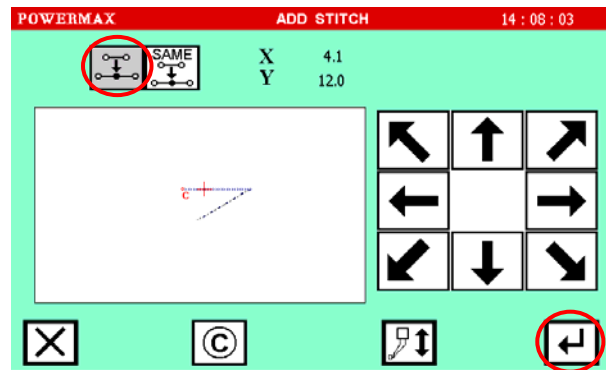 POWERMAX ADD STITCH 14 : 08 : 03
SAME X 4.1
Y 12.0
C
C